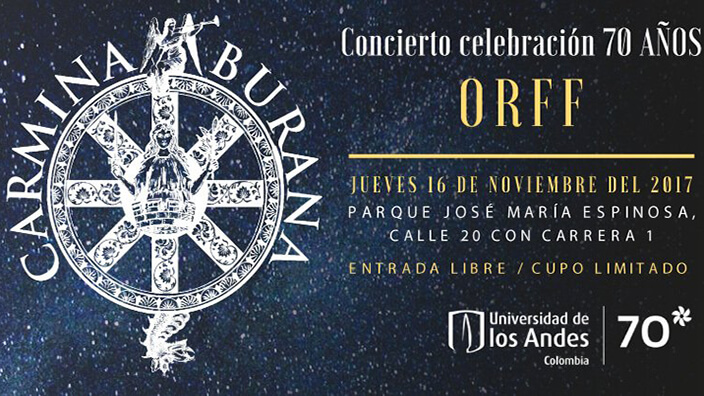 CARMINA BURANA
Concierto celebración 70 AÑOS
ORFF
JUEVES 16 DE NOVIEMBRE DEL 2017
PARQUE JOSÉ MARÍA ESPINOSA,
CALLE 20 CON CARRERA 1
ENTRADA LIBRE / CUPO LIMITADO
Universidad de
los Andes
Colombia
70